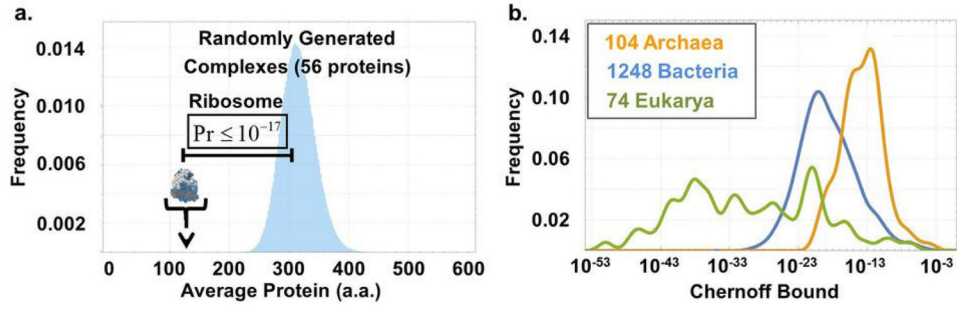 a.
Randomly Generated
Complexes (56 proteins)
Ribosome
Pr ≤ 10⁻¹⁷
Frequency
0.014
0.010
0.006
0.002
0 100 200 300 400 500 600
Average Protein (a.a.)
b.
104 Archaea
1248 Bacteria
74 Eukarya
Frequency
0.14
0.10
0.06
0.02
10⁻⁵³ 10⁻⁴³ 10⁻³³ 10⁻²³ 10⁻¹³ 10⁻³
Chernoff Bound